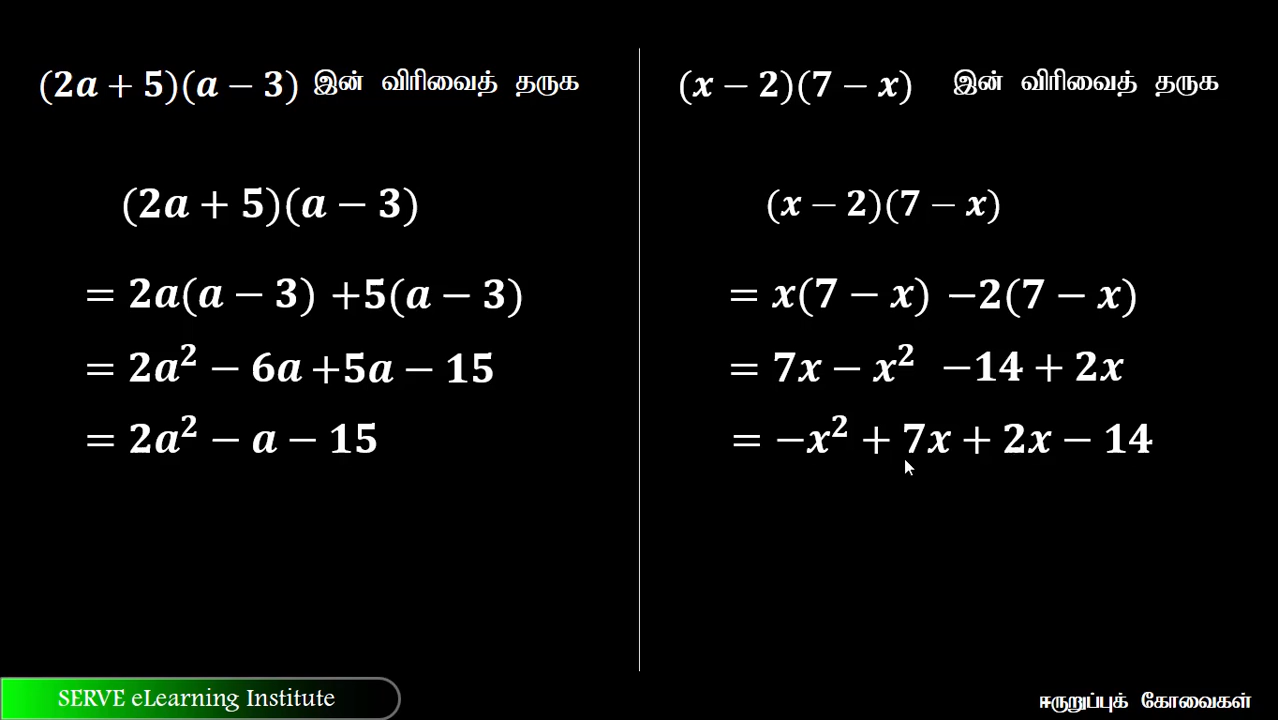 (2a + 5)(a − 3) இன் விரிவைத் தருக
(2a + 5)(a − 3)
= 2a(a − 3) +5(a − 3)
= 2a² − 6a +5a − 15
= 2a² − a − 15
(x − 2)(7 − x) இன் விரிவைத் தருக
(x − 2)(7 − x)
= x(7 − x) −2(7 − x)
= 7x − x² −14 + 2x
= −x² + 7x + 2x − 14
SERVE eLearning Institute
ஈருறுப்புக் கோவைகள்